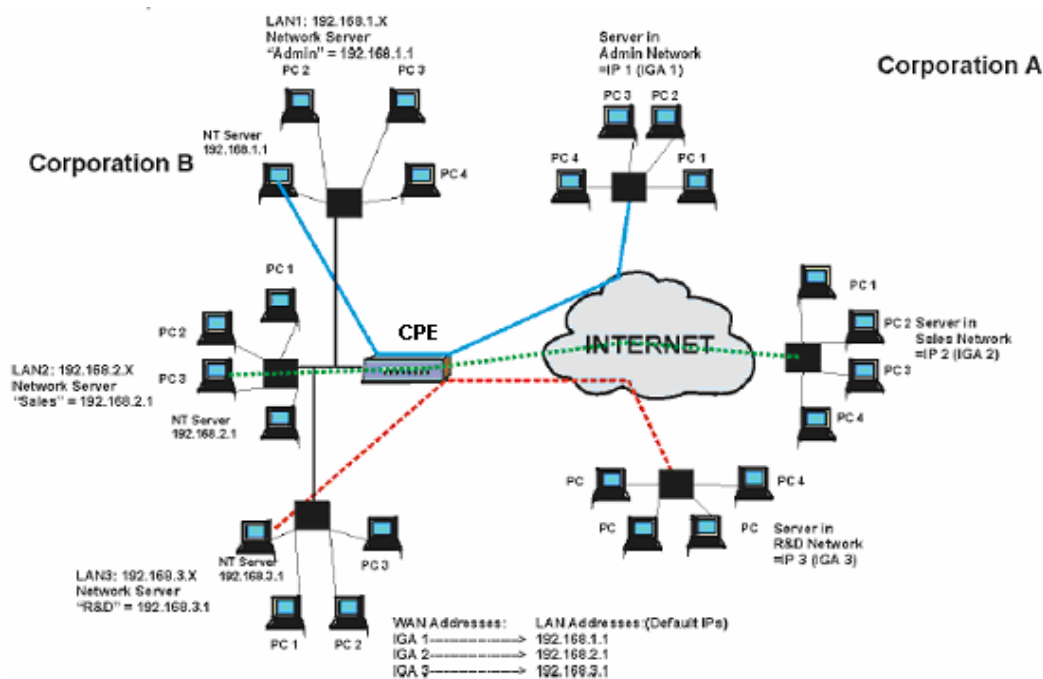 LAN1: 192.168.1.X
Network Server
"Admin" = 192.168.1.1
PC 2
PC 3
NT Server
192.168.1.1
PC 4
Corporation B
Server in
Admin Network
=IP 1 (IGA 1)
PC 3
PC 2
PC 4
PC 1
Corporation A
PC 1
PC 2
PC 3
LAN2: 192.168.2.X
Network Server
"Sales" = 192.168.2.1
NT Server
192.168.2.1
CPE
INTERNET
PC 1
PC 2
Server in
Sales Network
=IP 2 (IGA 2)
PC 3
PC 4
NT Server
192.168.3.1
PC 3
LAN3: 192.168.3.X
Network Server
"R&D" = 192.168.3.1
PC 1
PC 2
PC
PC 4
PC
PC
Server in
R&D Network
=IP 3 (IGA 3)
WAN Addresses: LAN Addresses:(Default IPs)
IGA 1--------------> 192.168.1.1
IGA 2--------------> 192.168.2.1
IGA 3--------------> 192.168.3.1